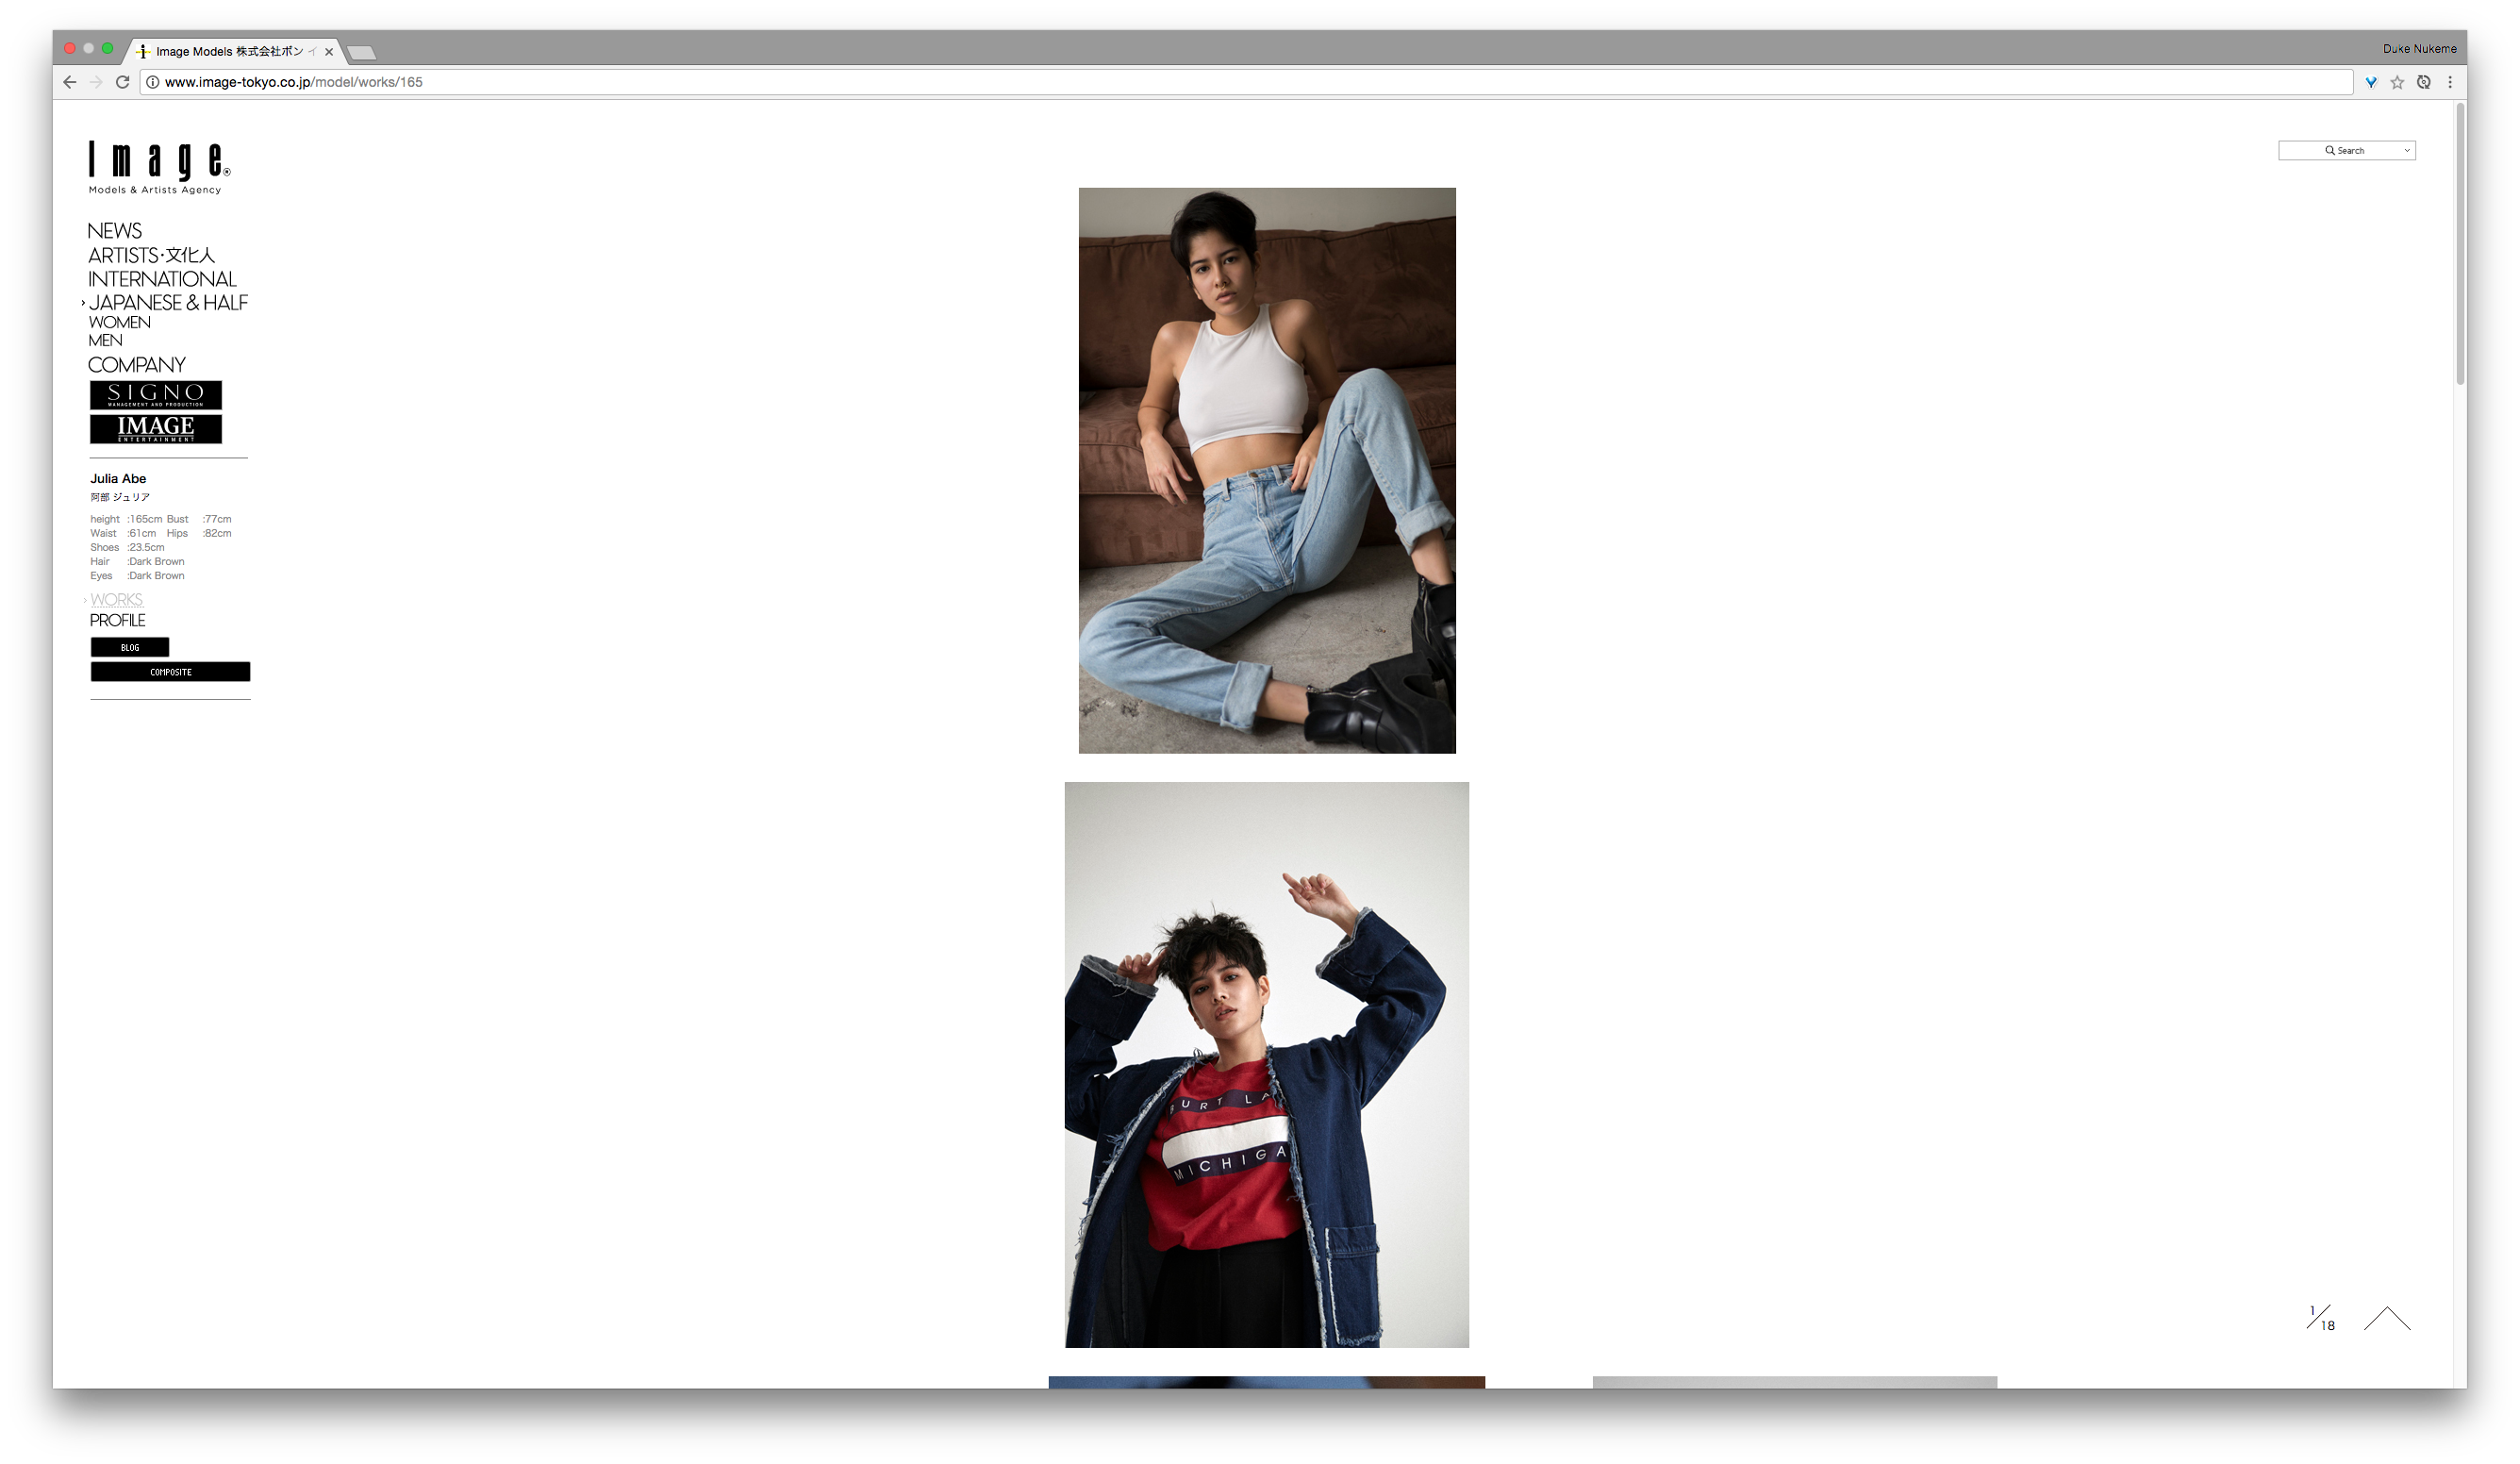 Image Models 株式会社ボン イ
Duke Nukeme
www.image-tokyo.co.jp/model/works/165
Image®
Models & Artists Agency
Search
NEWS
ARTISTS・文化人
INTERNATIONAL
JAPANESE & HALF
WOMEN
MEN
COMPANY
SIGNO
MANAGEMENT AND PRODUCTION
IMAGE
ENTERTAINMENT
Julia Abe
阿部 ジュリア
height :165cm Bust :77cm
Waist :61cm Hips :82cm
Shoes :23.5cm
Hair :Dark Brown
Eyes :Dark Brown
WORKS
PROFILE
BLOG
COMPOSITE
BURT LA
MICHIGA
1/18